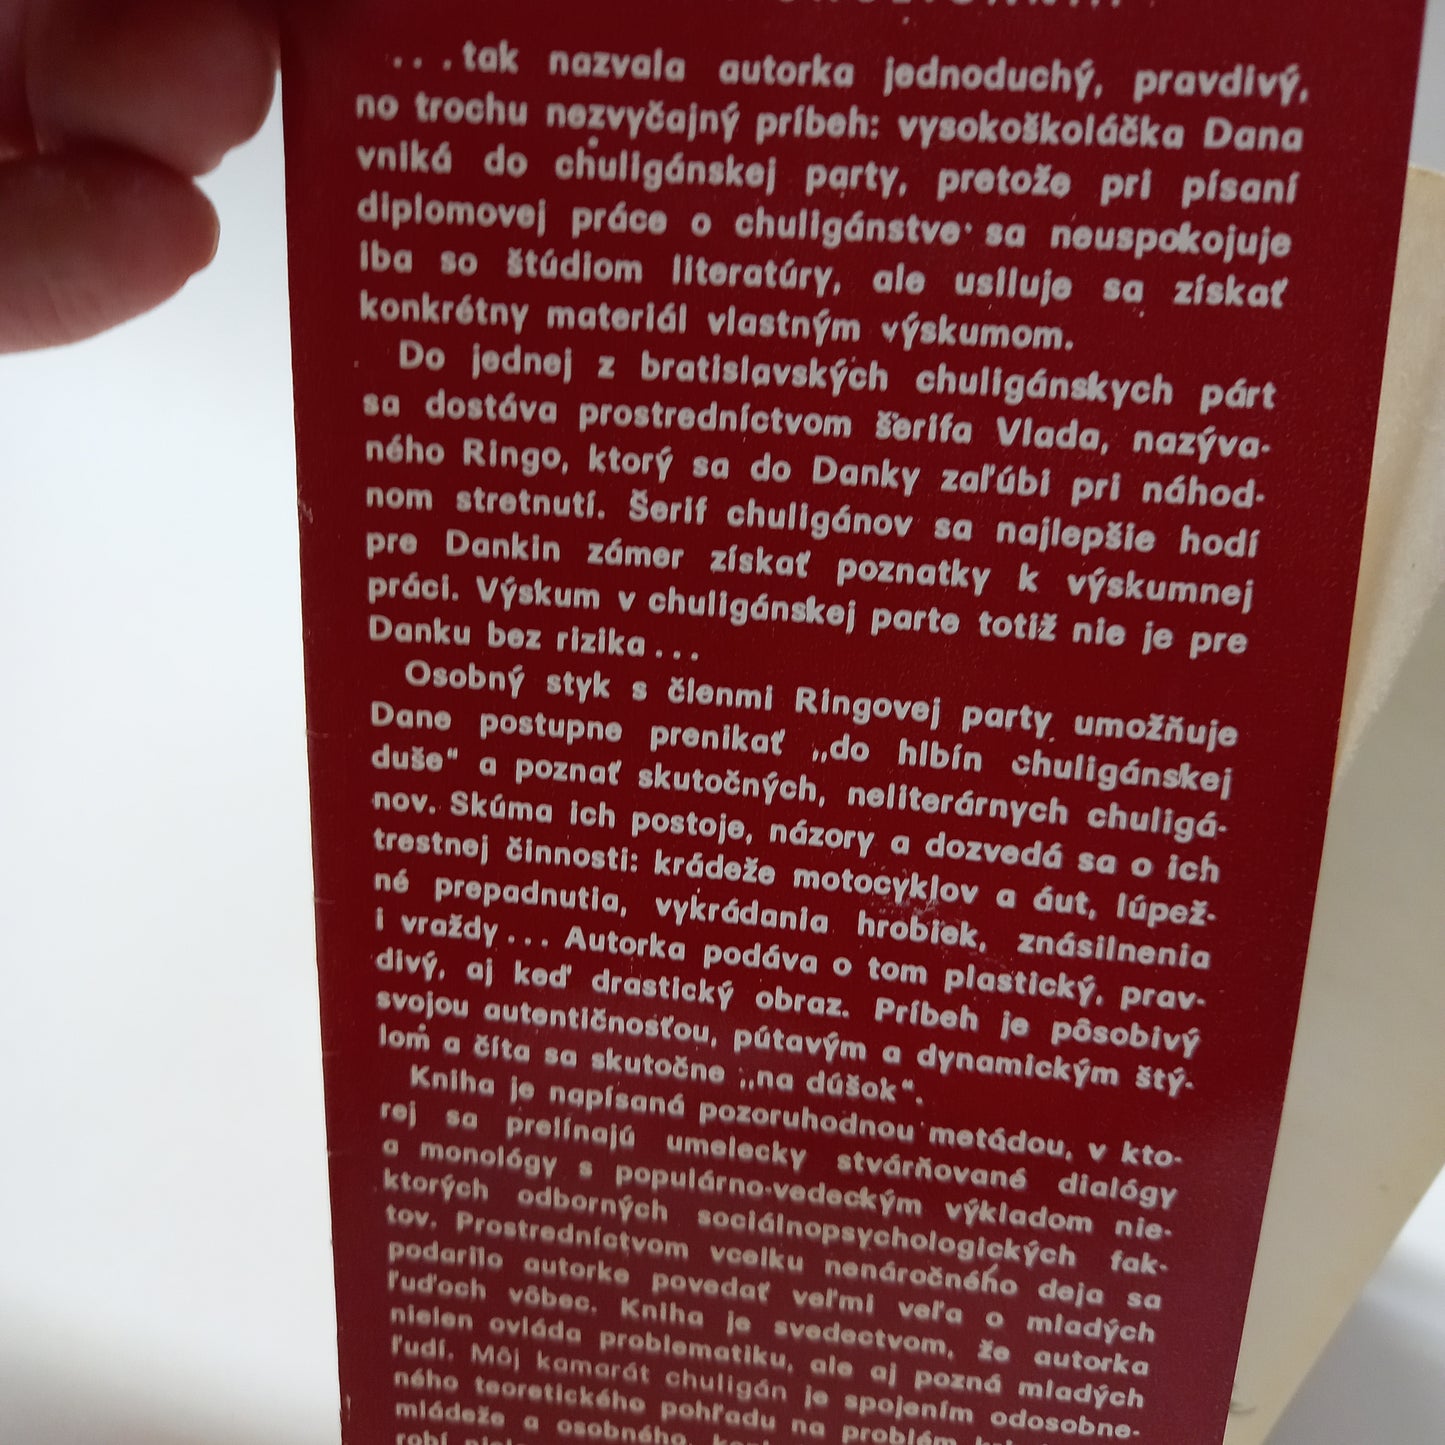 ...tak nazvala autorka jednoduchý, pravdivý,
no trochu nezvyčajný príbeh: vysokoškoláčka Dana
vniká do chuligánskej party, pretože pri písaní
diplomovej práce o chuligánstve sa neuspokojuje
iba so štúdiom literatúry, ale usiluje sa získať
konkrétny materiál vlastným výskumom.
Do jednej z bratislavských chuligánskych párt
sa dostáva prostredníctvom šerifa Vlada, nazýva-
ného Ringo, ktorý sa do Danky zaľúbi pri náhod-
nom stretnutí. Šerif chuligánov sa najlepšie hodí
pre Dankin zámer získať poznatky k výskumnej
práci. Výskum v chuligánskej parte totiž nie je pre
Danku bez rizika...
Osobný styk s členmi Ringovej party umožňuje
Dane postupne prenikať „do hlbín chuligánskej
duše“ a poznať skutočných, neliterárnych chuligá-
nov. Skúma ich postoje, názory a dozvedá sa o ich
trestnej činnosti: krádeže motocyklov a áut, lúpež-
né prepadnutia, vykrádania hrobiek, znásilnenia
i vraždy... Autorka podáva o tom plastický, prav-
divý, aj keď drastický obraz. Príbeh je pôsobivý
svojou autentičnosťou, pútavým a dynamickým štý-
lom a číta sa skutočne „na dúšok“.
Kniha je napísaná pozoruhodnou metádou, v kto-
rej sa prelínajú umelecky stvárňované dialógy
a monológy s populárno-vedeckým výkladom nie-
ktorých odborných sociálnopsychologických fak-
tov. Prostredníctvom vcelku nenáročného deja sa
podarilo autorke povedať veľmi veľa o mladých
ľuďoch vôbec. Kniha je svedectvom, že autorka
nielen ovláda problematiku, ale aj pozná mladých
ľudí. Môj kamarát chuligán je spojením odosobne-
ného teoretického pohľadu na problém
mládeže a osobného,
robí